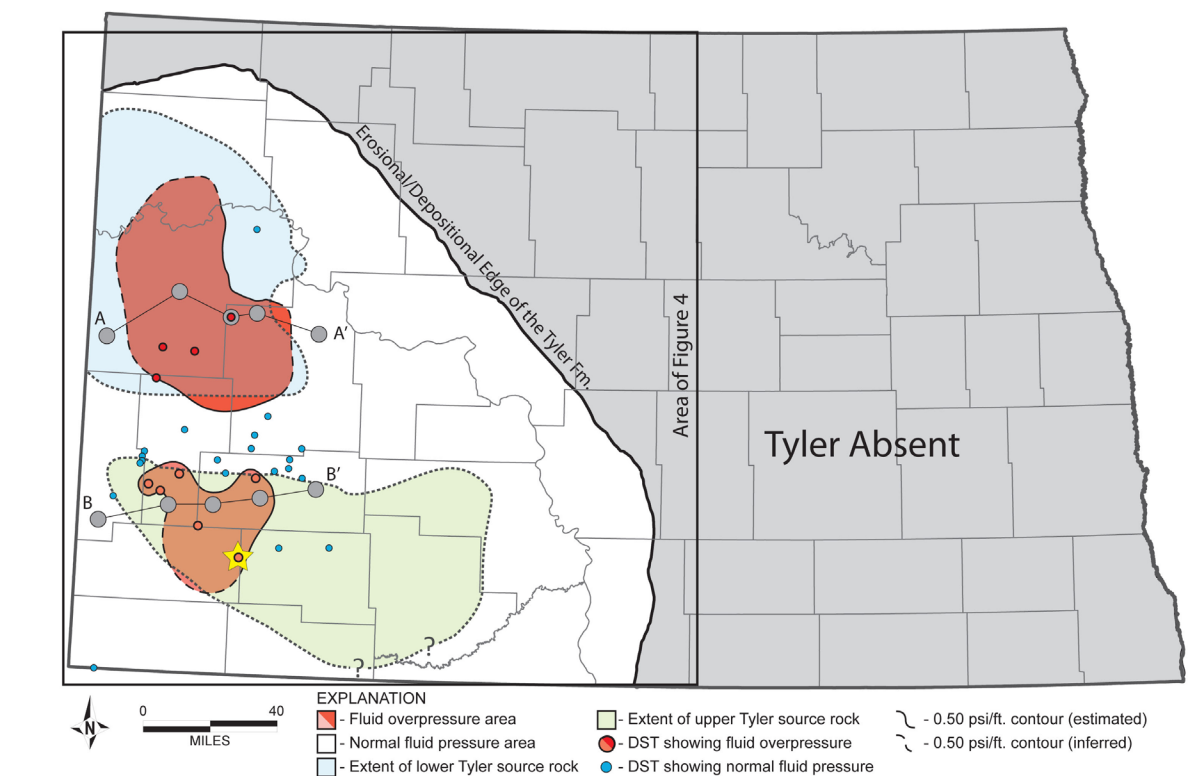 Erosional/Depositional Edge of the Tyler Fm.
Area of Figure 4
A
A'
Tyler Absent
B'
B
?
?
N
0 40
MILES
EXPLANATION
- Fluid overpressure area
- Normal fluid pressure area
- Extent of lower Tyler source rock
- Extent of upper Tyler source rock
- DST showing fluid overpressure
- DST showing normal fluid pressure
- 0.50 psi/ft. contour (estimated)
- 0.50 psi/ft. contour (inferred)